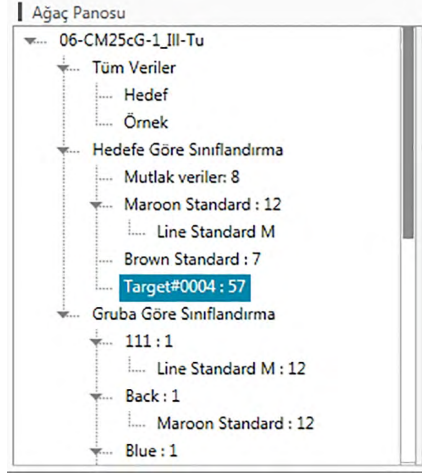 Ağaç Panosu
06-CM25cG-1_Ill-Tu
Tüm Veriler
Hedef
Örnek
Hedefe Göre Sınıflandırma
Mutlak veriler: 8
Maroon Standard : 12
Line Standard M
Brown Standard : 7
Target#0004 : 57
Gruba Göre Sınıflandırma
111 : 1
Line Standard M : 12
Back : 1
Maroon Standard : 12
Blue : 1